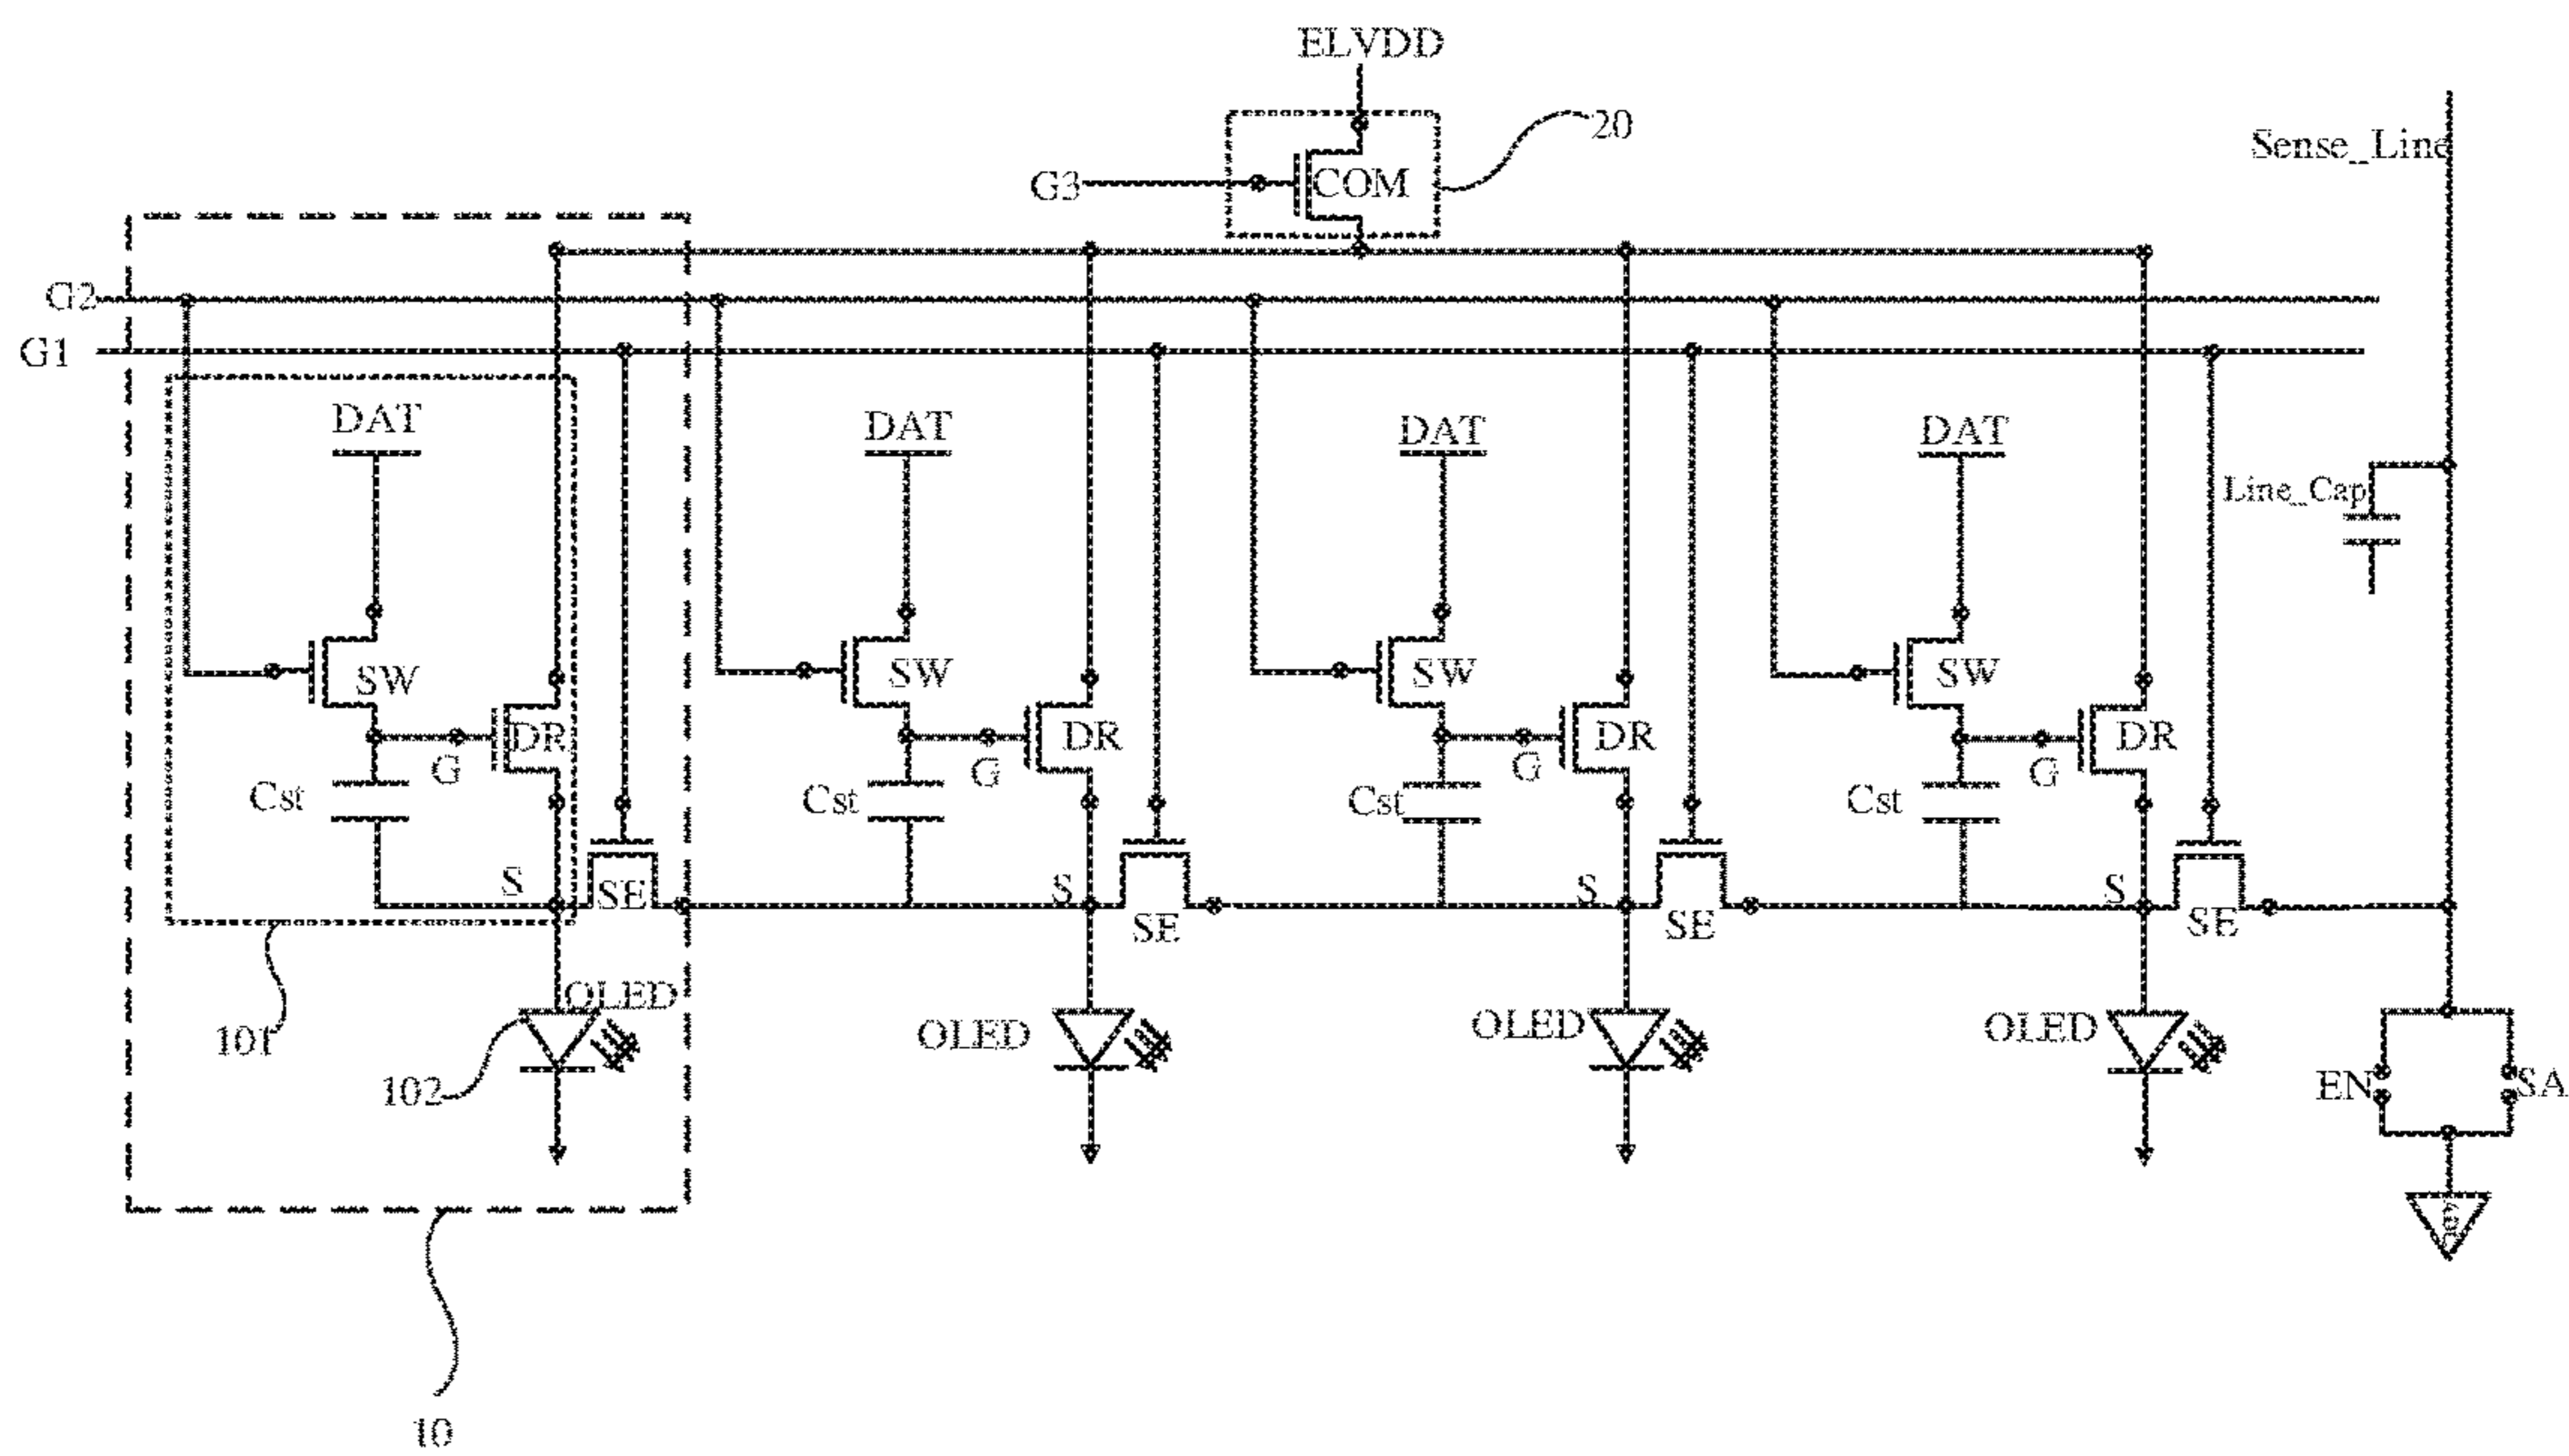 ELVDD
20
Sense_Line
G3 COM
G2
G1
DAT DAT DAT DAT
Line_Cap
SW SW SW SW
DR DR DR DR
G G G G
Cst Cst Cst Cst
S S S S
SE SE SE SE
OLED OLED OLED OLED
101
102
EN SA
10